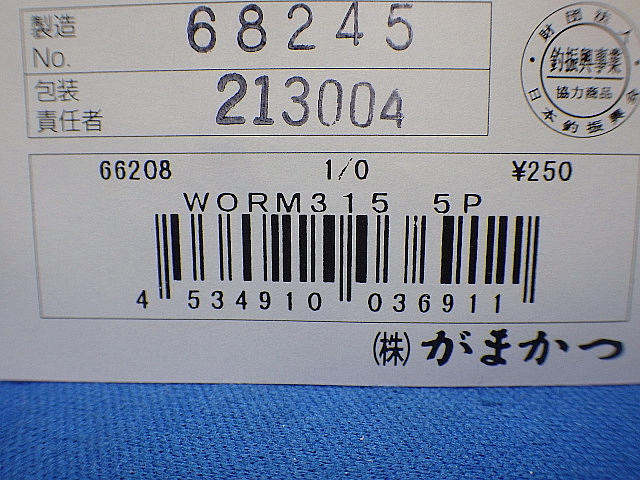 製造
No.
68245
包装
責任者
213004
財団法人
釣振興事業
協力商品
日本釣振興会
66208 1/0 ¥250
WORM315 5P
4 534910 036911
(株)がまかつ